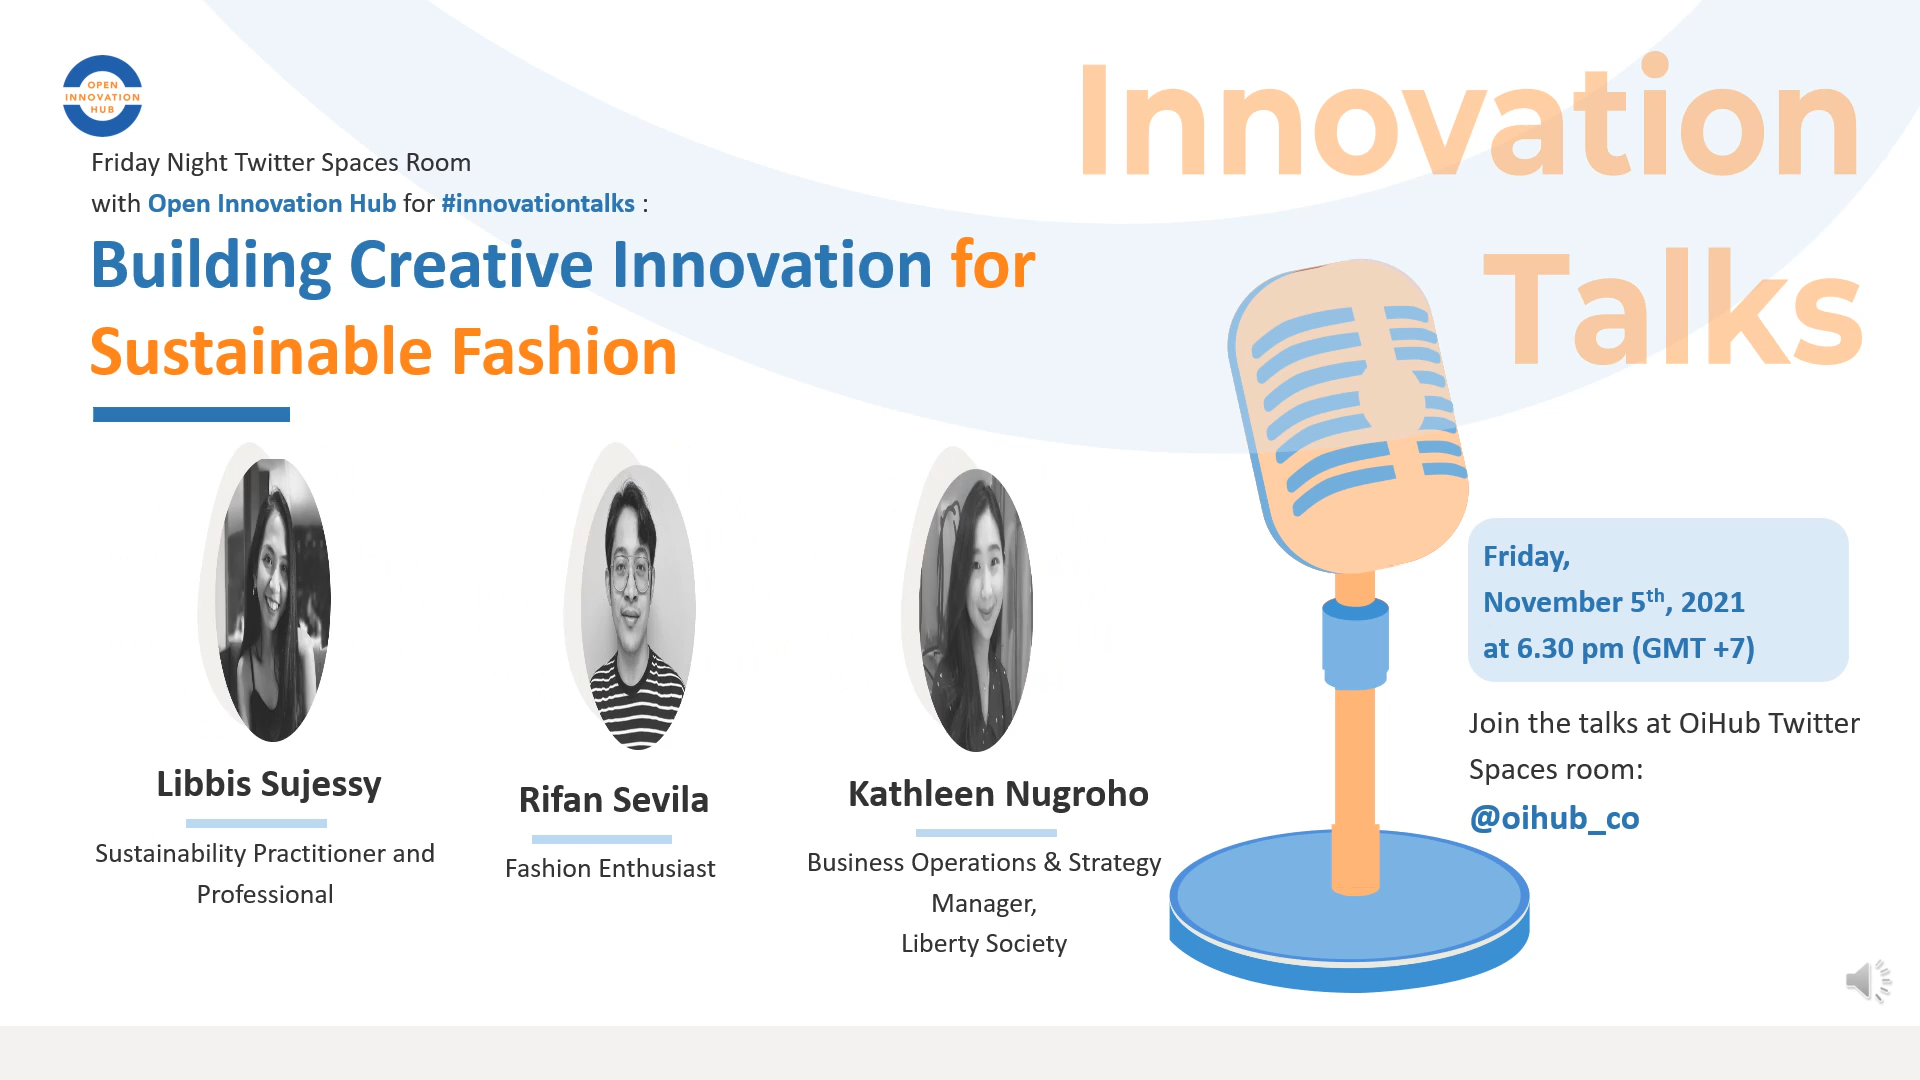 OPEN
INNOVATION
HUB
Innovation
Talks
Friday Night Twitter Spaces Room
with Open Innovation Hub for #innovationtalks :
Building Creative Innovation for
Sustainable Fashion
Libbis Sujessy
Sustainability Practitioner and
Professional
Rifan Sevila
Fashion Enthusiast
Kathleen Nugroho
Business Operations & Strategy
Manager,
Liberty Society
Friday,
November 5th, 2021
at 6.30 pm (GMT +7)
Join the talks at OiHub Twitter
Spaces room:
@oihub_co